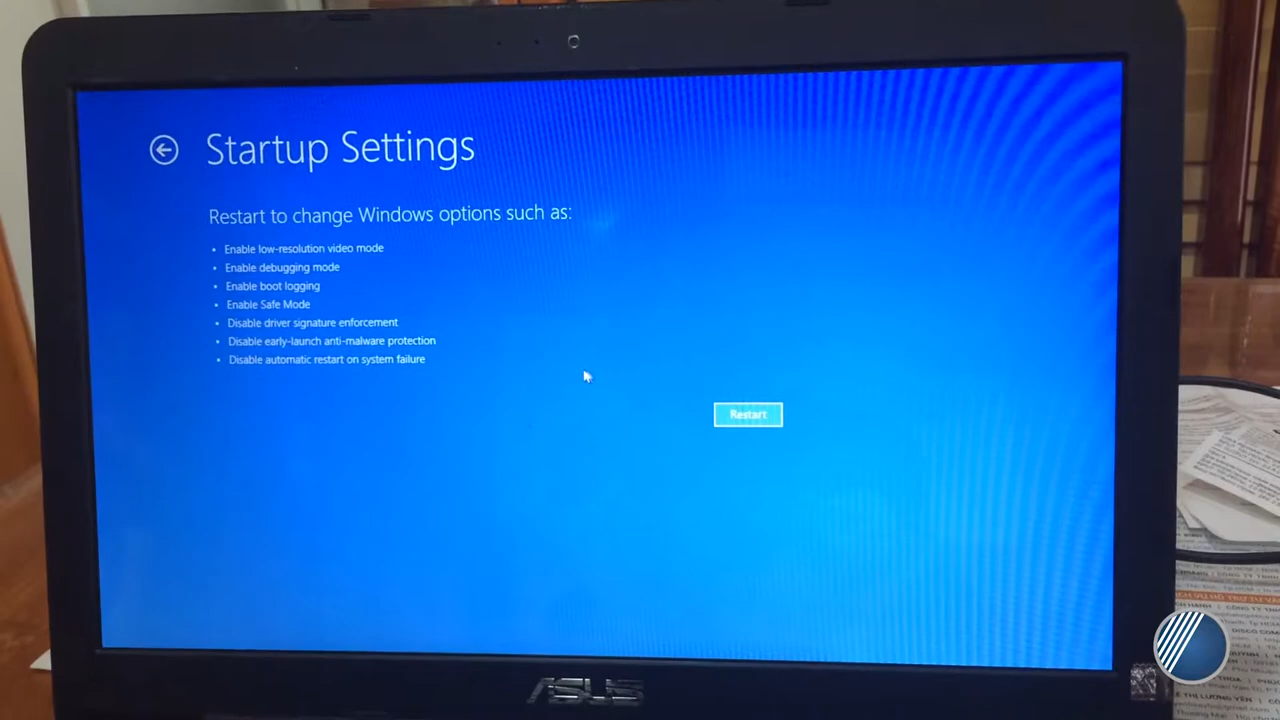 Startup Settings
Restart to change Windows options such as:
• Enable low-resolution video mode
• Enable debugging mode
• Enable boot logging
• Enable Safe Mode
• Disable driver signature enforcement
• Disable early-launch anti-malware protection
• Disable automatic restart on system failure
Restart
ASUS